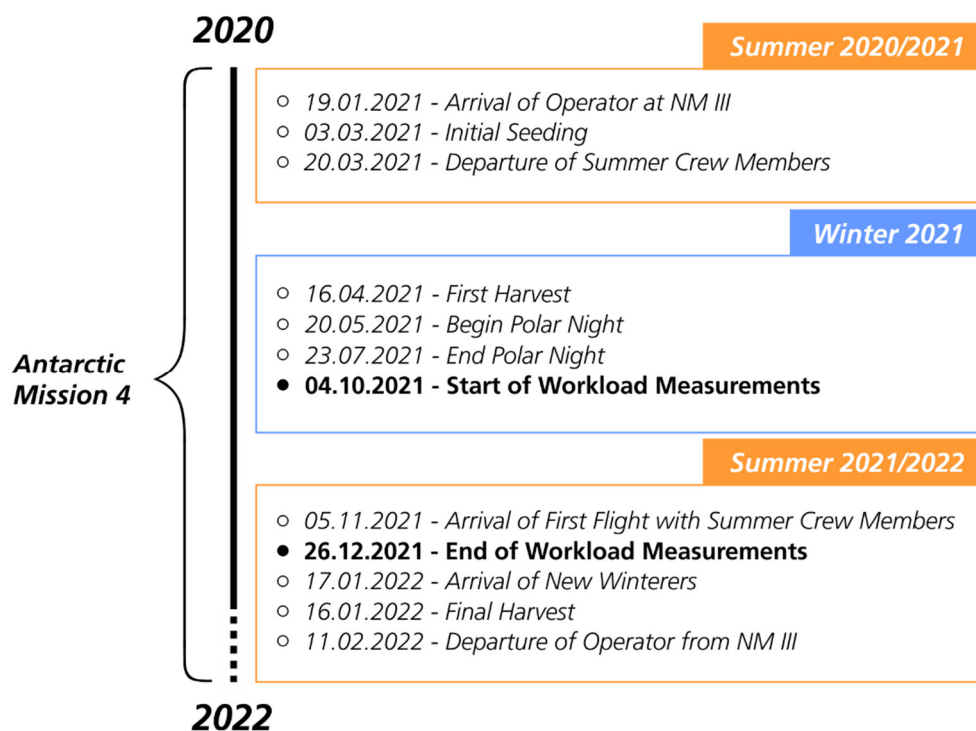 2020
Summer 2020/2021
19.01.2021 - Arrival of Operator at NM III
03.03.2021 - Initial Seeding
20.03.2021 - Departure of Summer Crew Members
Winter 2021
16.04.2021 - First Harvest
20.05.2021 - Begin Polar Night
23.07.2021 - End Polar Night
04.10.2021 - Start of Workload Measurements
Antarctic
Mission 4
Summer 2021/2022
05.11.2021 - Arrival of First Flight with Summer Crew Members
26.12.2021 - End of Workload Measurements
17.01.2022 - Arrival of New Winterers
16.01.2022 - Final Harvest
11.02.2022 - Departure of Operator from NM III
2022